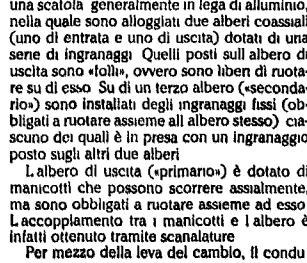 una scatola generalmente in lega di alluminio,
nella quale sono alloggiati due alberi coassiali
(uno di entrata e uno di uscita) dotati di una
serie di ingranaggi Quelli posti sull albero di
uscita sono «folli», ovvero sono liberi di ruota-
re su di esso Su di un terzo albero («seconda-
rio») sono installati degli ingranaggi fissi (ob-
bligati a ruotare assieme all albero stesso) cia-
scuno dei quali è in presa con un ingranaggio
posto sugli altri due alberi
L albero di uscita («primario») è dotato di
manicotti che possono scorrere assialmente,
ma sono obbligati a ruotare assieme ad esso
L accoppiamento tra i manicotti e l albero è
infatti ottenuto tramite scanalature
Per mezzo della leva del cambio, il condu